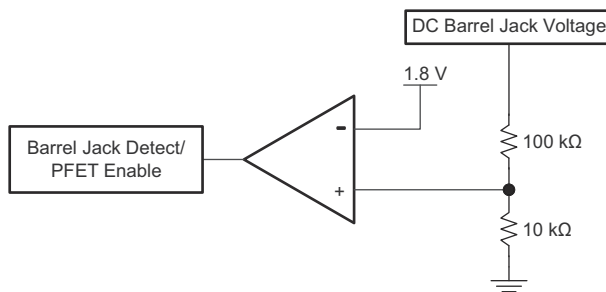 DC Barrel Jack Voltage
1.8 V
-
Barrel Jack Detect/
PFET Enable
100 kΩ
+
10 kΩ